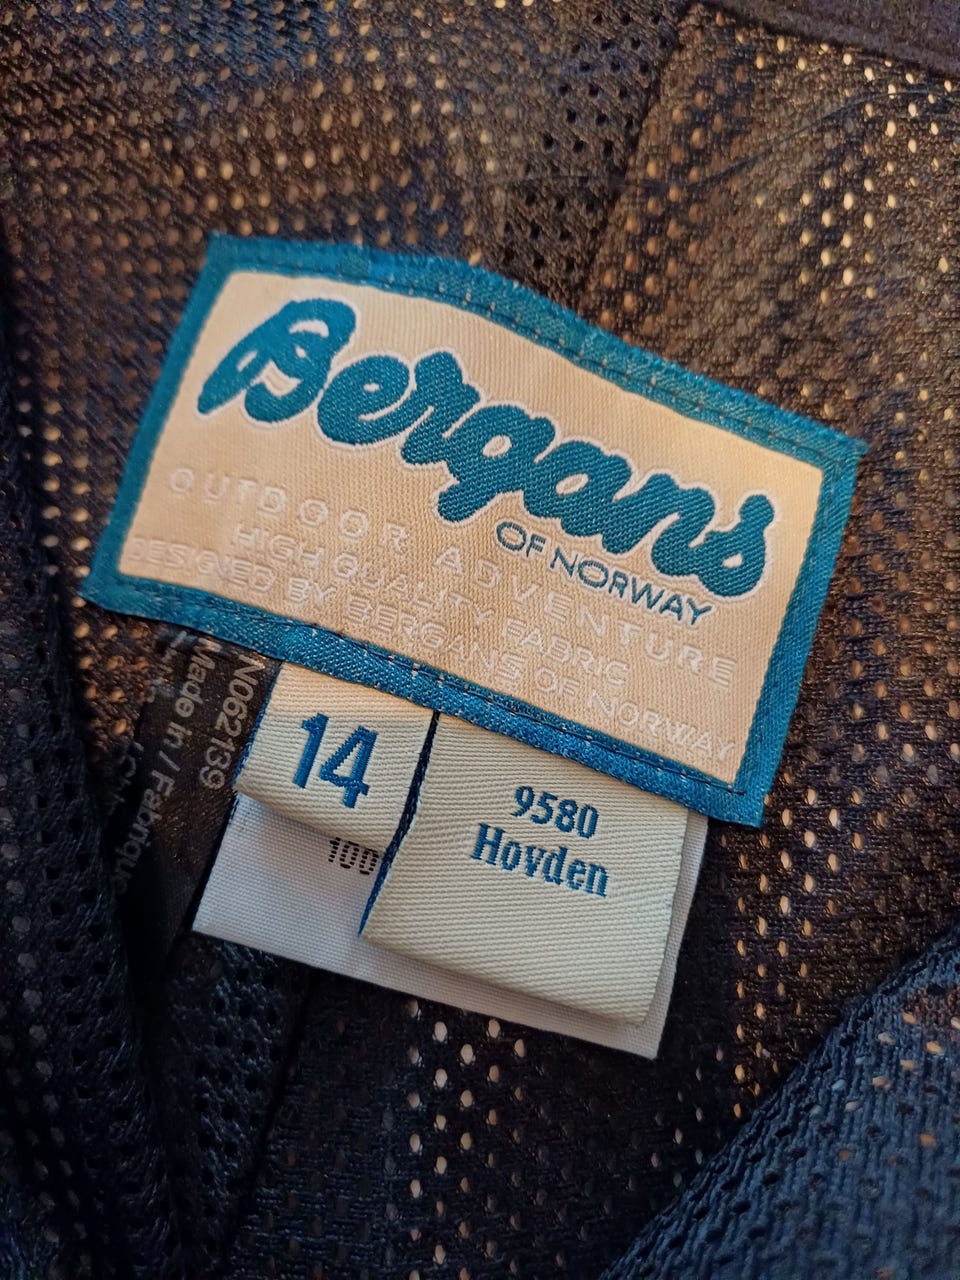 Bergans
OF NORWAY
OUTDOOR ADVENTURE
HIGH QUALITY FABRIC
DESIGNED BY BERGANS OF NORWAY
14
9580
Hovden
100
N062139
Made in / Fabriqué